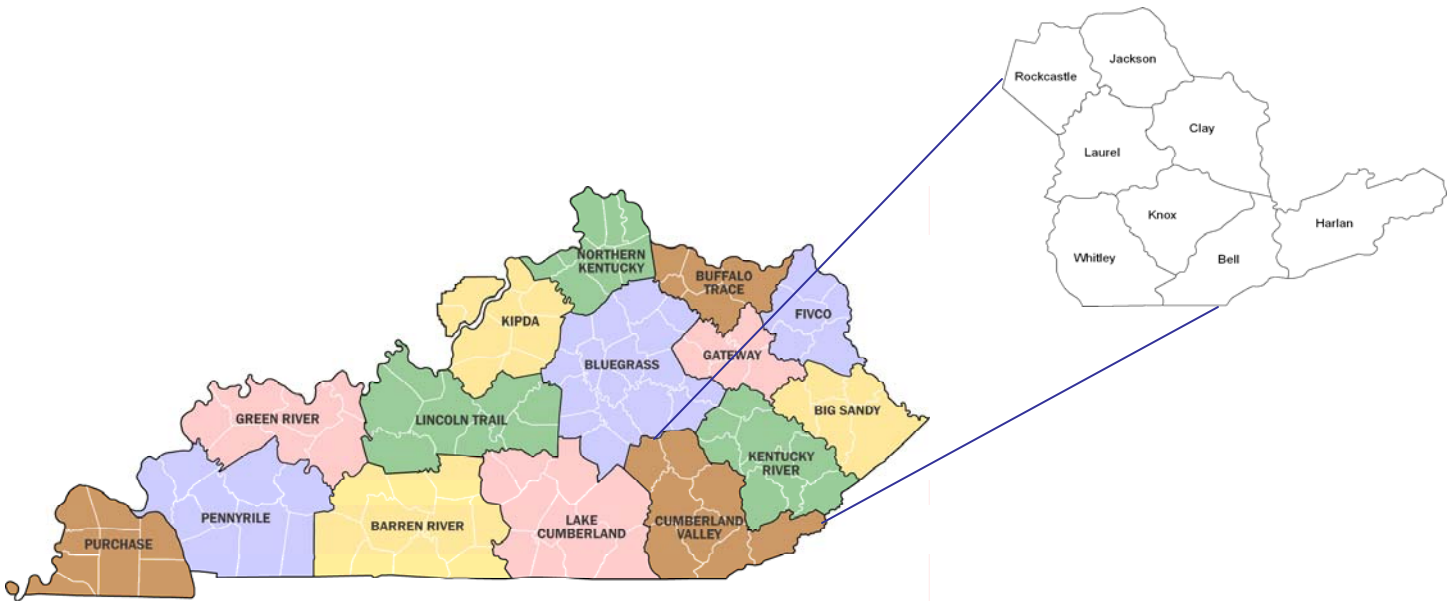 Jackson
Rockcastle
Clay
Laurel
Knox
Harlan
Whitley
Bell
NORTHERN
KENTUCKY
BUFFALO
TRACE
KIPDA
FIVCO
GATEWAY
BLUEGRASS
BIG SANDY
GREEN RIVER
LINCOLN TRAIL
KENTUCKY
RIVER
PENNYRILE
BARREN RIVER
LAKE
CUMBERLAND
CUMBERLAND
VALLEY
PURCHASE